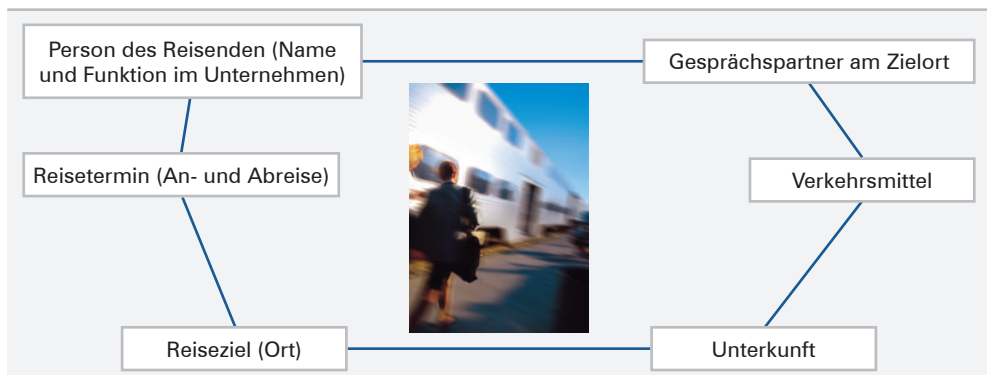 Person des Reisenden (Name
und Funktion im Unternehmen)
Gesprächspartner am Zielort
Reisetermin (An- und Abreise)
Verkehrsmittel
Reiseziel (Ort)
Unterkunft